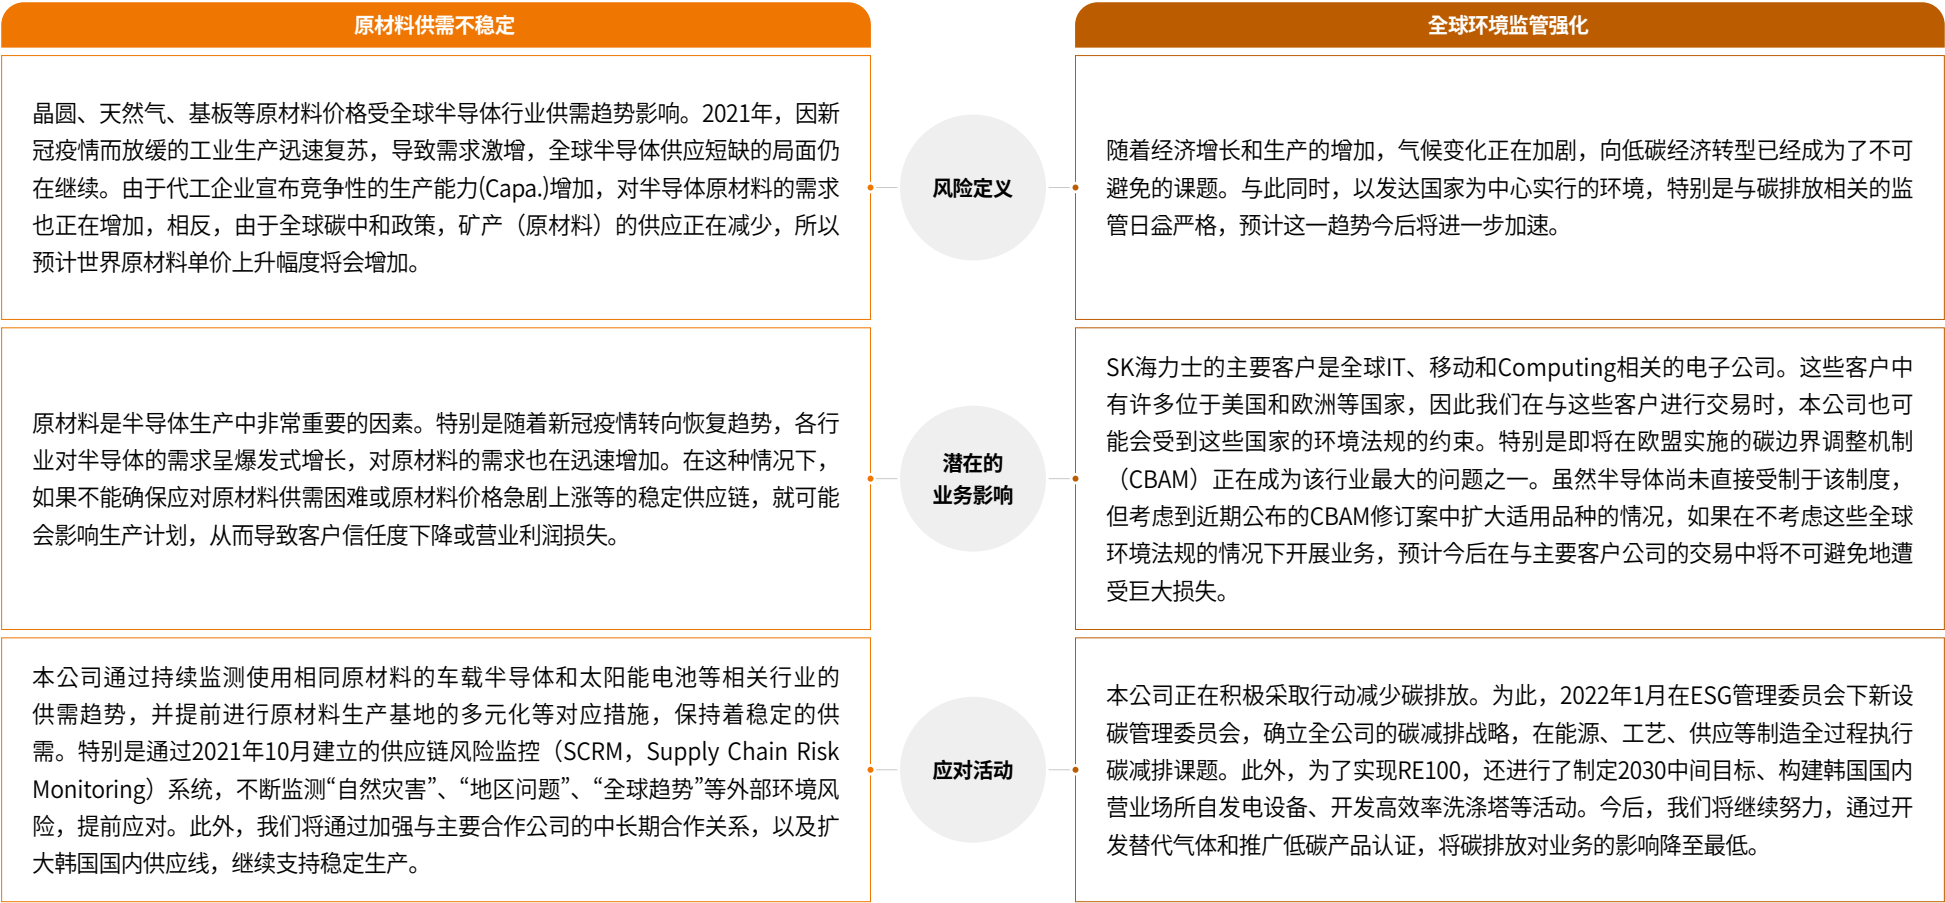 原材料供需不稳定
全球环境监管强化
晶圆、天然气、基板等原材料价格受全球半导体行业供需趋势影响。2021年，因新
冠疫情而放缓的工业生产迅速复苏，导致需求激增，全球半导体供应短缺的局面仍
在继续。由于代工企业宣布竞争性的生产能力(Capa.)增加，对半导体原材料的需求
也正在增加，相反，由于全球碳中和政策，矿产（原材料）的供应正在减少，所以
预计世界原材料单价上升幅度将会增加。
风险定义
随着经济增长和生产的增加，气候变化正在加剧，向低碳经济转型已经成为了不可
避免的课题。与此同时，以发达国家为中心实行的环境，特别是与碳排放相关的监
管日益严格，预计这一趋势今后将进一步加速。
原材料是半导体生产中非常重要的因素。特别是随着新冠疫情转向恢复趋势，各行
业对半导体的需求呈爆发式增长，对原材料的需求也在迅速增加。在这种情况下，
如果不能确保应对原材料供需困难或原材料价格急剧上涨等的稳定供应链，就可能
会影响生产计划，从而导致客户信任度下降或营业利润损失。
潜在的
业务影响
SK海力士的主要客户是全球IT、移动和Computing相关的电子公司。这些客户中
有许多位于美国和欧洲等国家，因此我们在与这些客户进行交易时，本公司也可
能会受到这些国家的环境法规的约束。特别是即将在欧盟实施的碳边界调整机制
（CBAM）正在成为该行业最大的问题之一。虽然半导体尚未直接受制于该制度，
但考虑到近期公布的CBAM修订案中扩大适用品种的情况，如果在不考虑这些全球
环境法规的情况下开展业务，预计今后在与主要客户公司的交易中将不可避免地遭
受巨大损失。
本公司通过持续监测使用相同原材料的车载半导体和太阳能电池等相关行业的
供需趋势，并提前进行原材料生产基地的多元化等对应措施，保持着稳定的供
需。特别是通过2021年10月建立的供应链风险监控（SCRM，Supply Chain Risk
Monitoring）系统，不断监测“自然灾害”、“地区问题”、“全球趋势”等外部环境风
险，提前应对。此外，我们将通过加强与主要合作公司的中长期合作关系，以及扩
大韩国国内供应线，继续支持稳定生产。
应对活动
本公司正在积极采取行动减少碳排放。为此，2022年1月在ESG管理委员会下新设
碳管理委员会，确立全公司的碳减排战略，在能源、工艺、供应等制造全过程执行
碳减排课题。此外，为了实现RE100，还进行了制定2030中间目标、构建韩国国内
营业场所自发电设备、开发高效率洗涤塔等活动。今后，我们将继续努力，通过开
发替代气体和推广低碳产品认证，将碳排放对业务的影响降至最低。